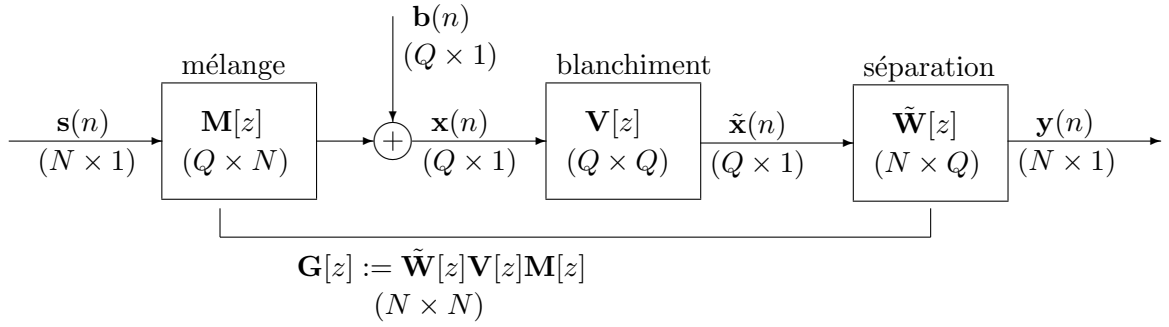 b(n)
(Q × 1)
mélange
blanchiment
séparation
s(n)
(N × 1)
M[z]
(Q × N)
+
x(n)
(Q × 1)
V[z]
(Q × Q)
x̃(n)
(Q × 1)
W̃[z]
(N × Q)
y(n)
(N × 1)
G[z] := W̃[z]V[z]M[z]
(N × N)